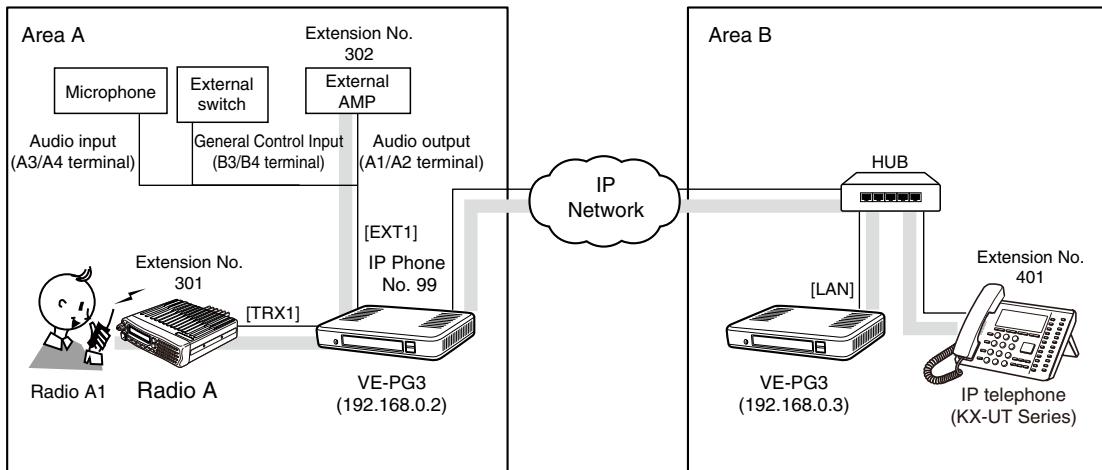 Area A
Extension No.
302
Microphone
External
switch
External
AMP
Audio input
(A3/A4 terminal)
General Control Input
(B3/B4 terminal)
Audio output
(A1/A2 terminal)
[EXT1]
IP Phone
No. 99
Extension No.
301
[TRX1]
Radio A1
Radio A
VE-PG3
(192.168.0.2)
IP
Network
Area B
HUB
Extension No.
401
[LAN]
VE-PG3
(192.168.0.3)
IP telephone
(KX-UT Series)